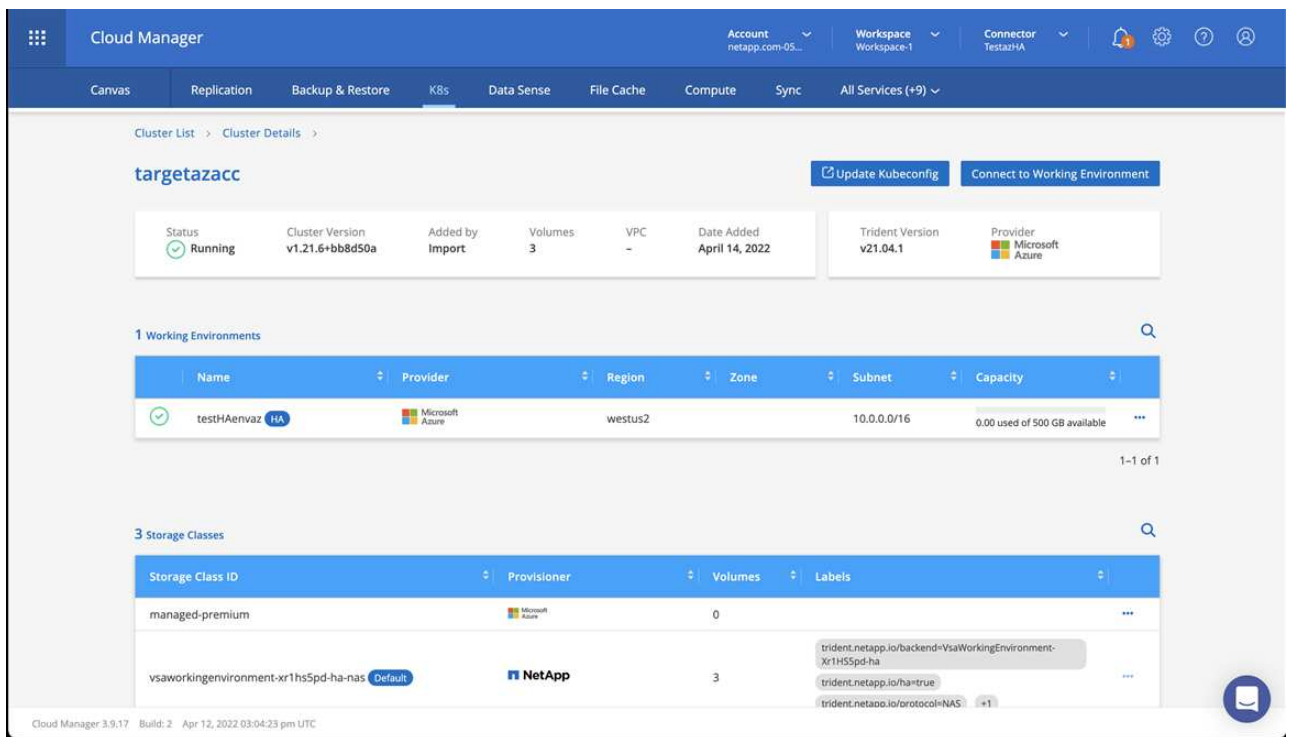 Cloud Manager
Account
netapp.com-05...
Workspace
Workspace-1
Connector
TestazHA
1
Canvas Replication Backup & Restore K8s Data Sense File Cache Compute Sync All Services (+9)
Cluster List > Cluster Details >
targetazacc
Update Kubeconfig
Connect to Working Environment
Status Cluster Version Added by Volumes VPC Date Added Trident Version Provider
Running v1.21.6+bb8d50a Import 3 – April 14, 2022 v21.04.1 Microsoft Azure
1 Working Environments
Name Provider Region Zone Subnet Capacity
testHAenvaz HA Microsoft Azure westus2 10.0.0.0/16 0.00 used of 500 GB available
1–1 of 1
3 Storage Classes
Storage Class ID Provisioner Volumes Labels
managed-premium Microsoft Azure 0
trident.netapp.io/backend=VsaWorkingEnvironment-
Xr1HS5pd-ha
vsaworkingenvironment-xr1hs5pd-ha-nas Default NetApp 3 trident.netapp.io/ha=true
trident.netapp.io/protocol=NAS +1
Cloud Manager 3.9.17 Build: 2 Apr 12, 2022 03:04:23 pm UTC